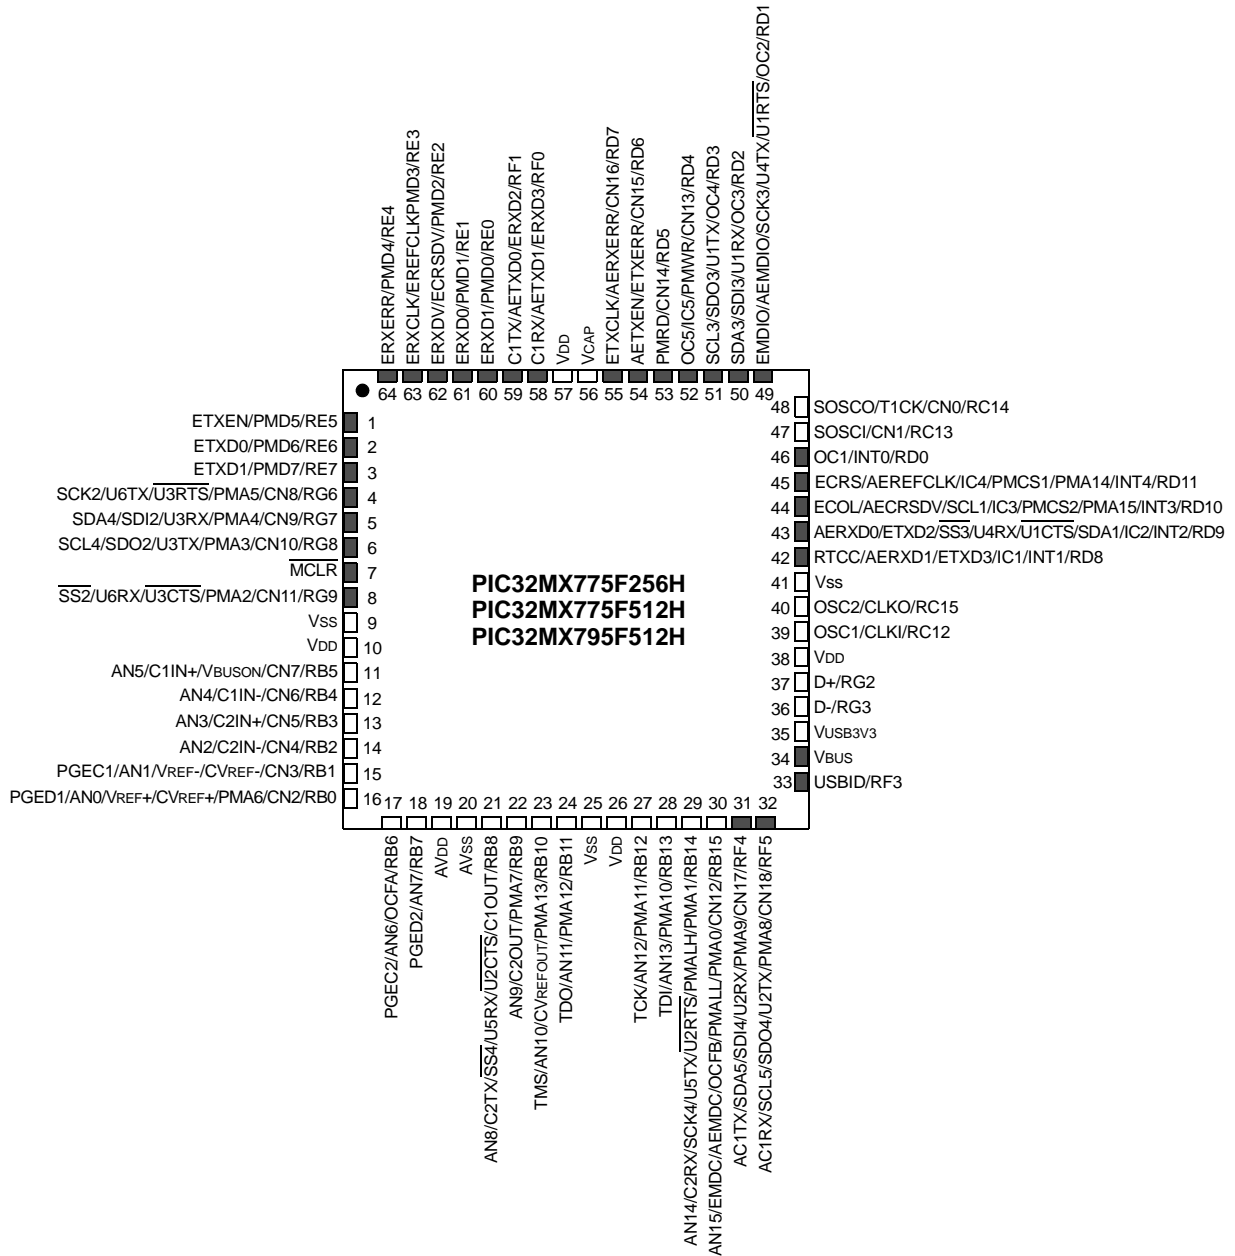 ERXERR/PMD4/RE4
ERXCLK/EREFCLKPMD3/RE3
ERXDV/ECRSDV/PMD2/RE2
ERXD0/PMD1/RE1
ERXD1/PMD0/RE0
C1TX/AETXD0/ERXD2/RF1
C1RX/AETXD1/ERXD3/RF0
VDD
VCAP
ETXCLK/AERXERR/CN16/RD7
AETXEN/ETXERR/CN15/RD6
PMRD/CN14/RD5
OC5/IC5/PMWR/CN13/RD4
SCL3/SDO3/U1TX/OC4/RD3
SDA3/SDI3/U1RX/OC3/RD2
EMDIO/AEMDIO/SCK3/U4TX/U1RTS/OC2/RD1
64 63 62 61 60 59 58 57 56 55 54 53 52 51 50 49
ETXEN/PMD5/RE5 1
ETXD0/PMD6/RE6 2
ETXD1/PMD7/RE7 3
SCK2/U6TX/U3RTS/PMA5/CN8/RG6 4
SDA4/SDI2/U3RX/PMA4/CN9/RG7 5
SCL4/SDO2/U3TX/PMA3/CN10/RG8 6
MCLR 7
SS2/U6RX/U3CTS/PMA2/CN11/RG9 8
VSS 9
VDD 10
AN5/C1IN+/VBUSON/CN7/RB5 11
AN4/C1IN-/CN6/RB4 12
AN3/C2IN+/CN5/RB3 13
AN2/C2IN-/CN4/RB2 14
PGEC1/AN1/VREF-/CVREF-/CN3/RB1 15
PGED1/AN0/VREF+/CVREF+/PMA6/CN2/RB0 16
PIC32MX775F256H
PIC32MX775F512H
PIC32MX795F512H
48 SOSCO/T1CK/CN0/RC14
47 SOSCI/CN1/RC13
46 OC1/INT0/RD0
45 ECRS/AEREFCLK/IC4/PMCS1/PMA14/INT4/RD11
44 ECOL/AECRSDV/SCL1/IC3/PMCS2/PMA15/INT3/RD10
43 AERXD0/ETXD2/SS3/U4RX/U1CTS/SDA1/IC2/INT2/RD9
42 RTCC/AERXD1/ETXD3/IC1/INT1/RD8
41 Vss
40 OSC2/CLKO/RC15
39 OSC1/CLKI/RC12
38 VDD
37 D+/RG2
36 D-/RG3
35 VUSB3V3
34 VBUS
33 USBID/RF3
17 18 19 20 21 22 23 24 25 26 27 28 29 30 31 32
PGEC2/AN6/OCFA/RB6
PGED2/AN7/RB7
AVDD
AVSS
AN8/C2TX/SS4/U5RX/U2CTS/C1OUT/RB8
AN9/C2OUT/PMA7/RB9
TMS/AN10/CVREFOUT/PMA13/RB10
TDO/AN11/PMA12/RB11
VSS
VDD
TCK/AN12/PMA11/RB12
TDI/AN13/PMA10/RB13
AN14/C2RX/SCK4/U5TX/U2RTS/PMALH/PMA1/RB14
AN15/EMDC/AEMDC/OCFB/PMALL/PMA0/CN12/RB15
AC1TX/SDA5/SDI4/U2RX/PMA9/CN17/RF4
AC1RX/SCL5/SDO4/U2TX/PMA8/CN18/RF5